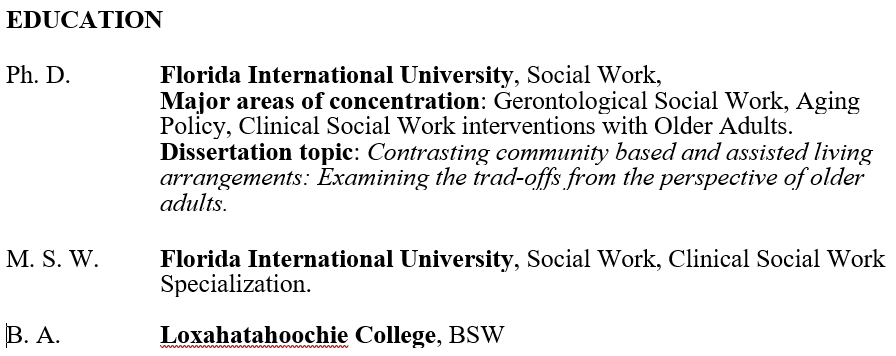 EDUCATION
Ph. D. Florida International University, Social Work,
Major areas of concentration: Gerontological Social Work, Aging
Policy, Clinical Social Work interventions with Older Adults.
Dissertation topic: Contrasting community based and assisted living
arrangements: Examining the trad-offs from the perspective of older
adults.
M. S. W. Florida International University, Social Work, Clinical Social Work
Specialization.
B. A. Loxahatahoochie College, BSW